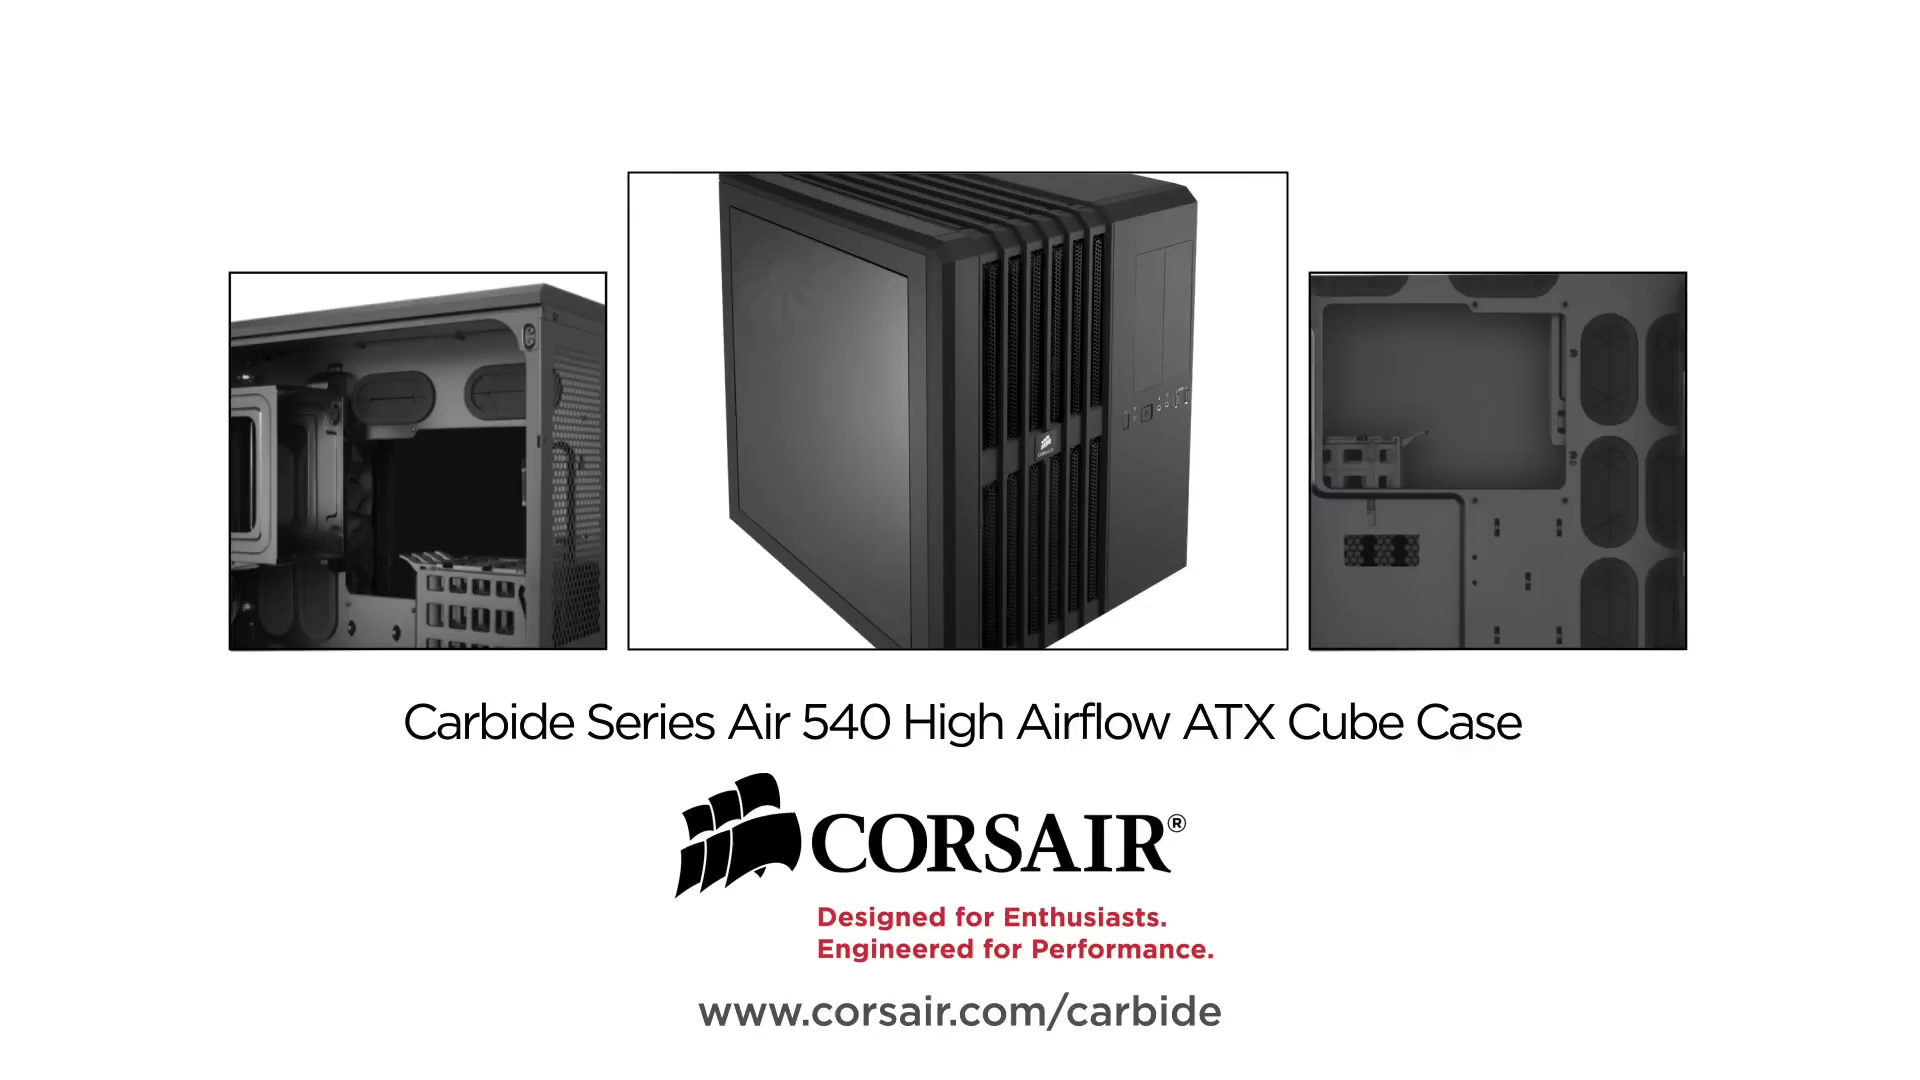 CORSAIR
Carbide Series Air 540 High Airflow ATX Cube Case
CORSAIR®
Designed for Enthusiasts.
Engineered for Performance.
www.corsair.com/carbide